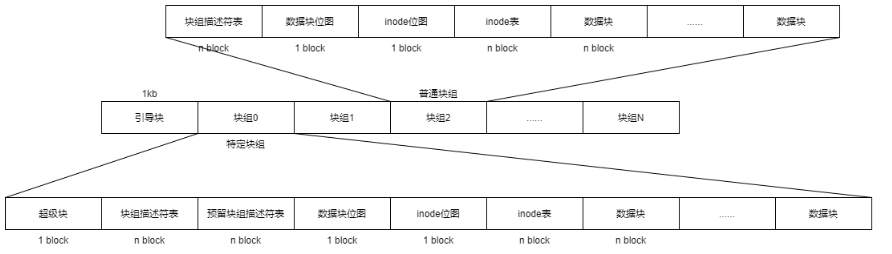 块组描述符表 数据块位图 inode位图 inode表 数据块 …… 数据块
n block 1 block 1 block n block n block
1kb 普通块组
引导块 块组0 块组1 块组2 …… 块组N
特定块组
超级块 块组描述符表 预留块组描述符表 数据块位图 inode位图 inode表 数据块 …… 数据块
1 block n block n block 1 block 1 block n block n block